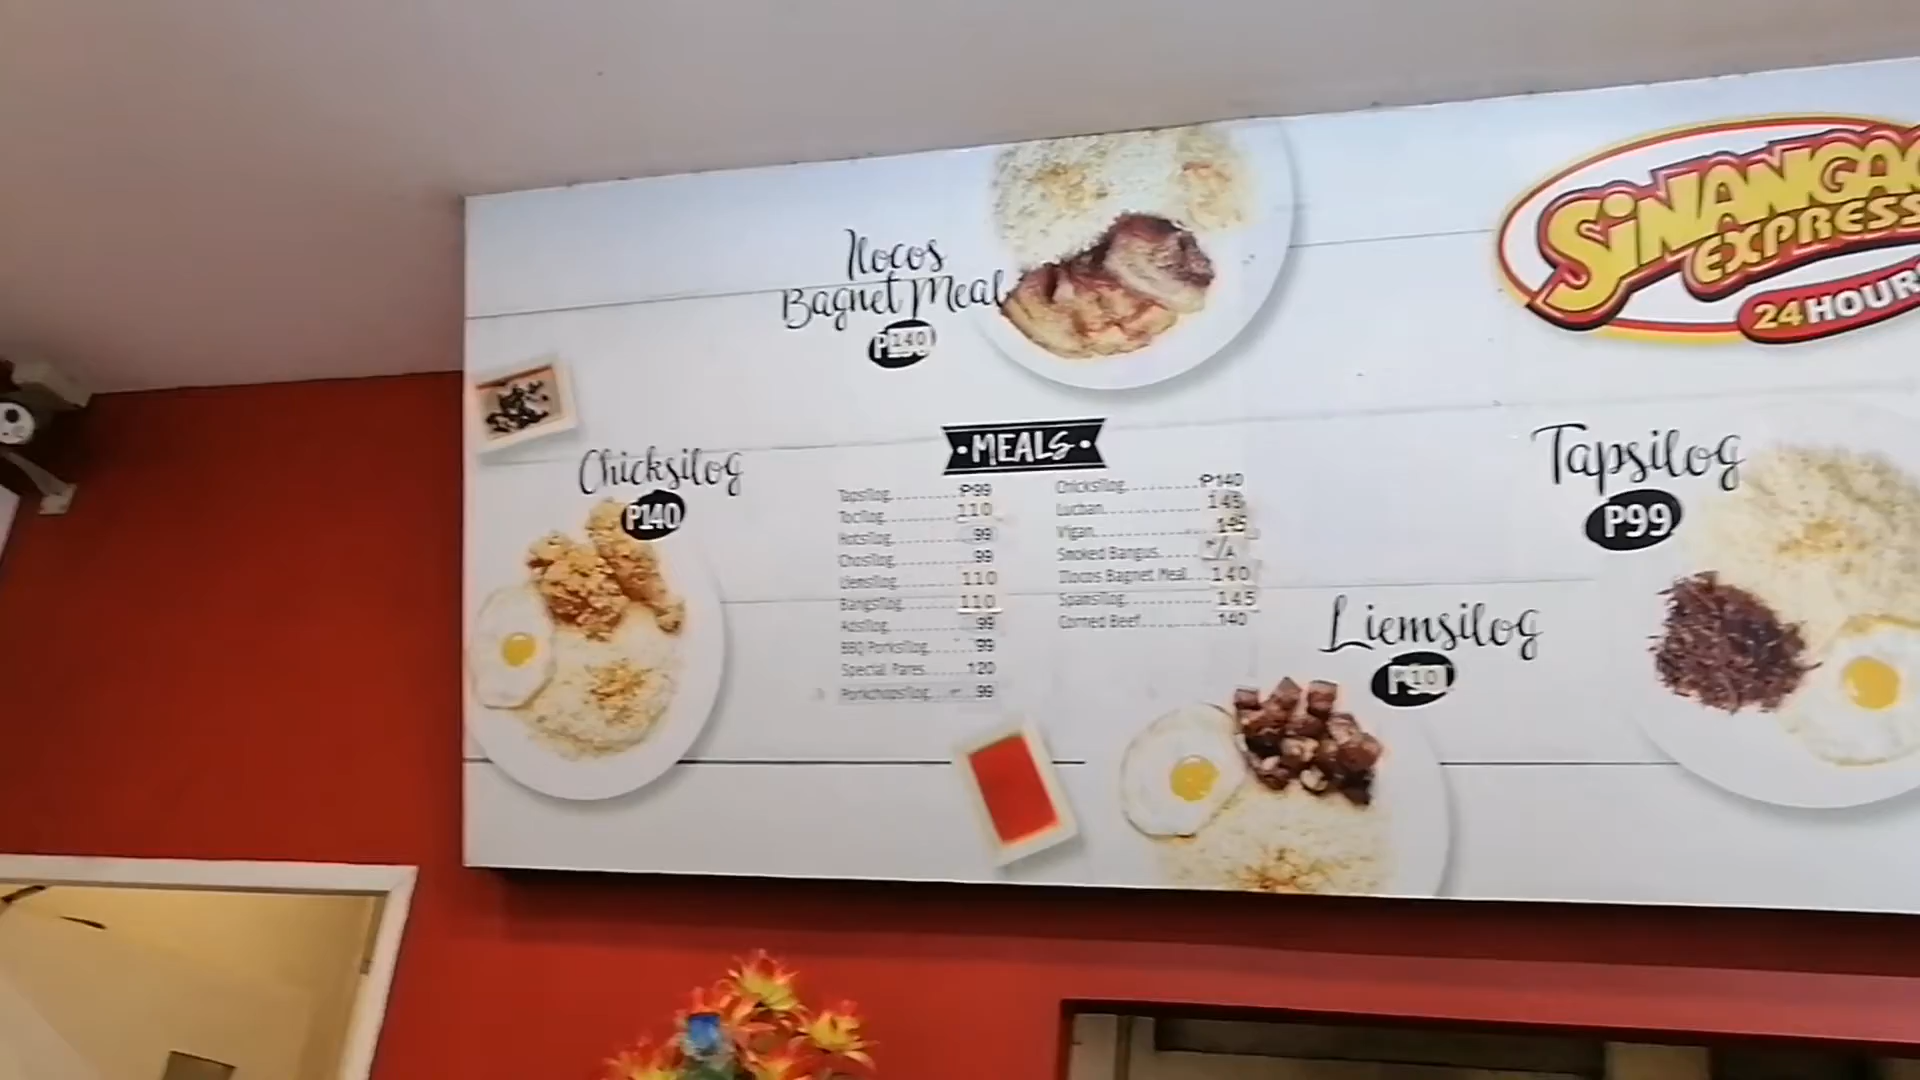 SINANGAG
EXPRESS
24 HOURS
Ilocos
Bagnet Meal
140
Chicksilog
P140
MEALS
Tapsilog P99
Tocilog 110
Hotsilog 99
Chosilog 99
Liemsilog 110
Bangsilog 110
Adsilog 99
BBQ Porksilog 99
Special Pares 120
Porkchopsilog 99
Chicksilog P140
Lucban 145
Vigan 145
Smoked Bangus
Ilocos Bagnet Meal 140
Spamsilog 145
Corned Beef 140
Tapsilog
P99
Liemsilog